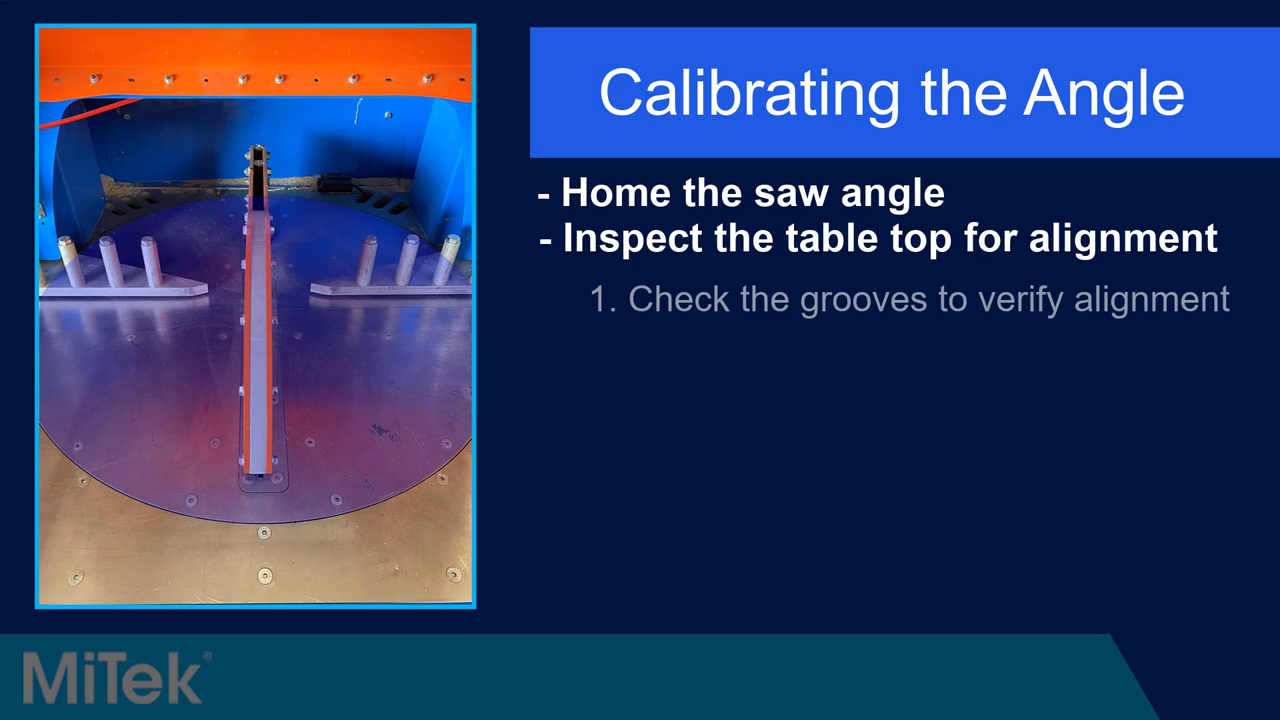 Calibrating the Angle
- Home the saw angle
- Inspect the table top for alignment
1. Check the grooves to verify alignment
MiTek®